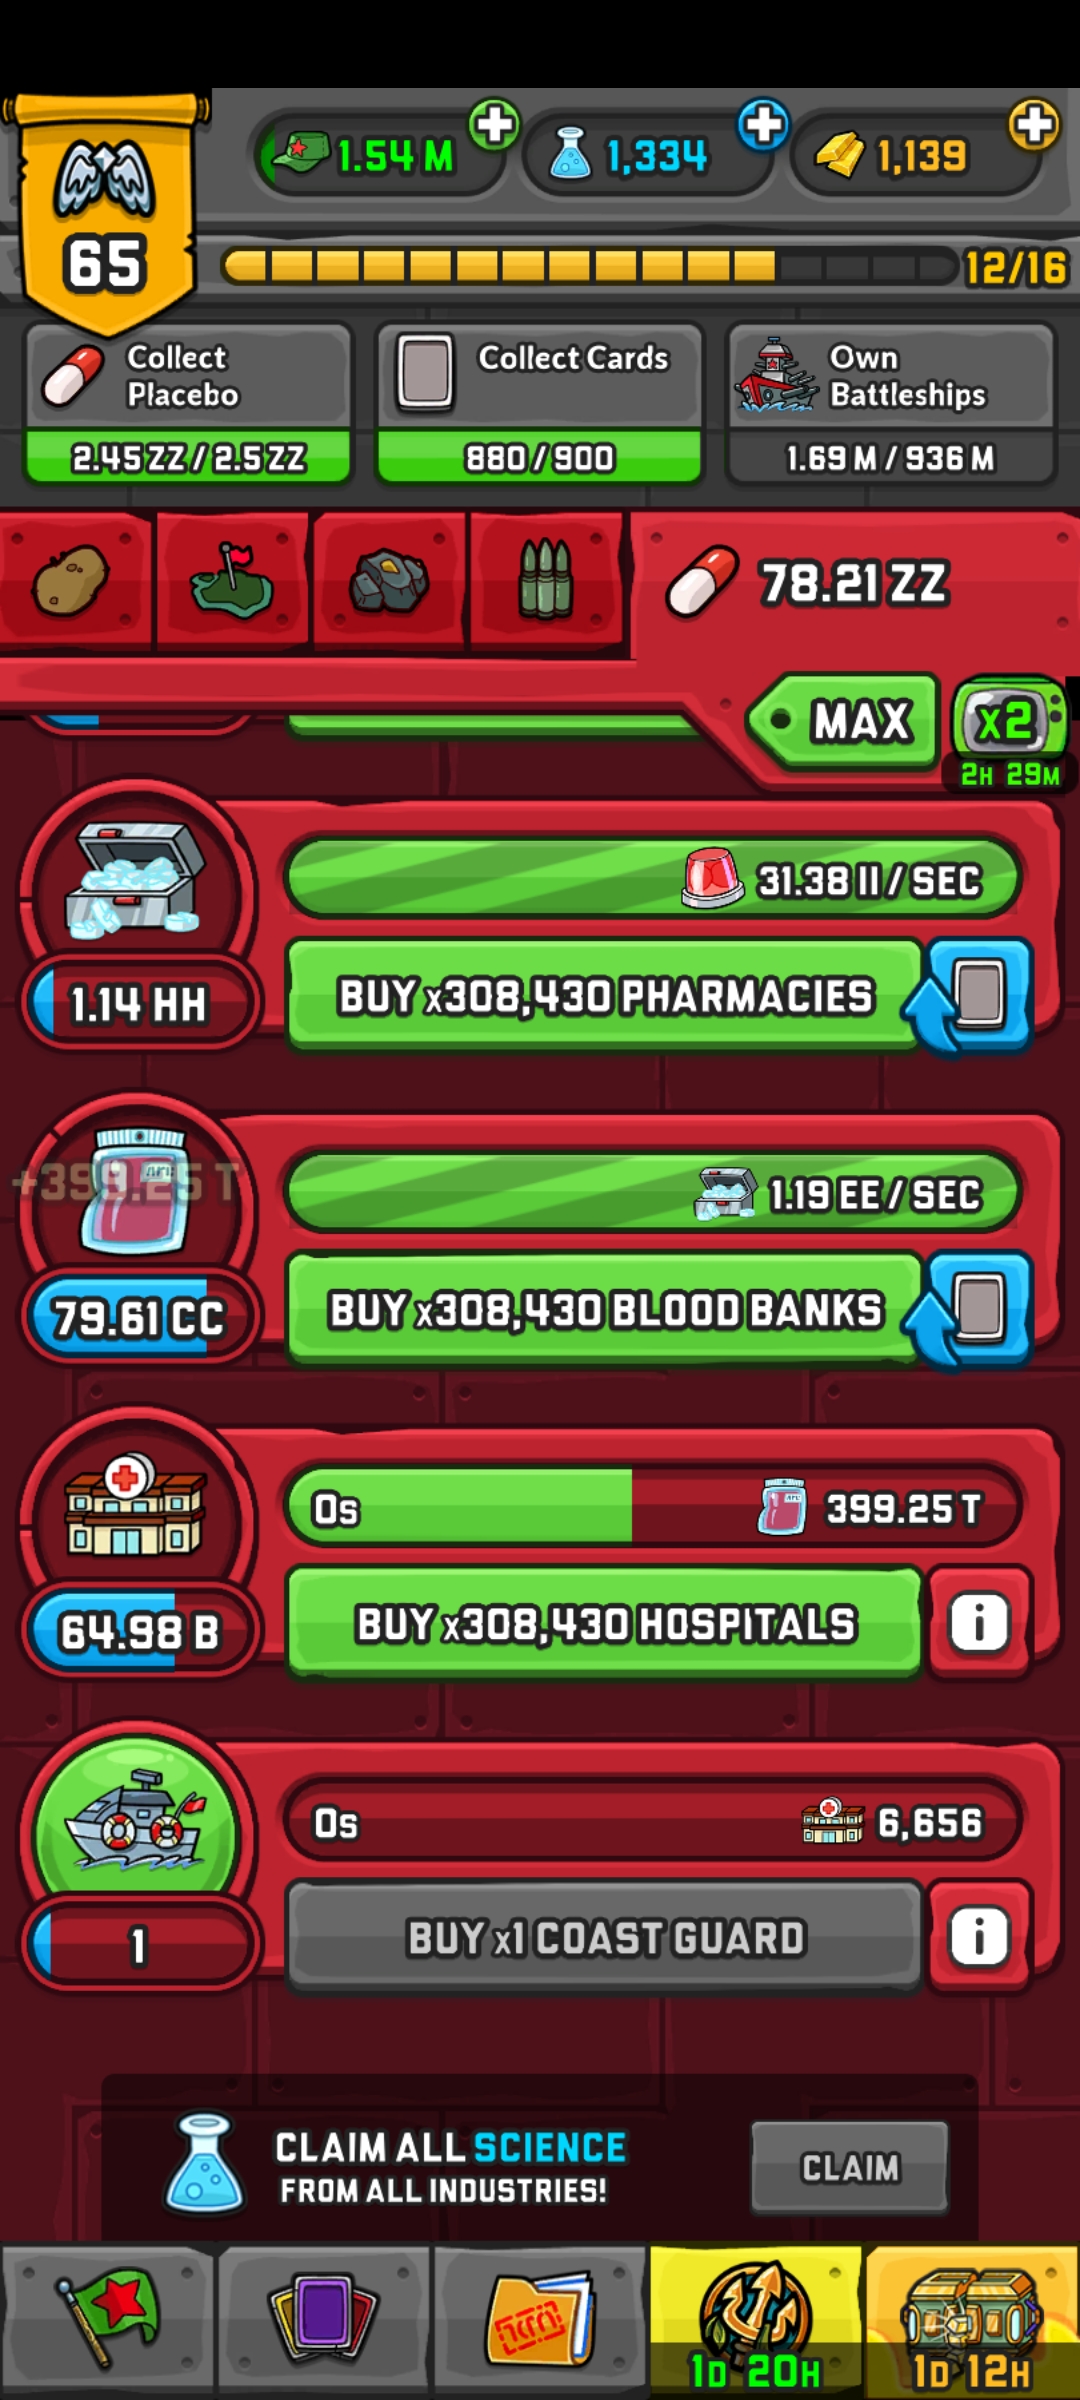 1.54 M
1,334
1,139
65
12/16
Collect
Placebo
2.45 ZZ / 2.5 ZZ
Collect Cards
880 / 900
Own
Battleships
1.69 M / 936 M
78.21 ZZ
MAX
x2
2H 29M
31.38 II / SEC
1.14 HH
BUY x308,430 PHARMACIES
+399.25 T
1.19 EE / SEC
79.61 CC
BUY x308,430 BLOOD BANKS
0s
399.25 T
64.98 B
BUY x308,430 HOSPITALS
i
0s
6,656
1
BUY x1 COAST GUARD
i
CLAIM ALL SCIENCE
FROM ALL INDUSTRIES!
CLAIM
1D 20H
1D 12H